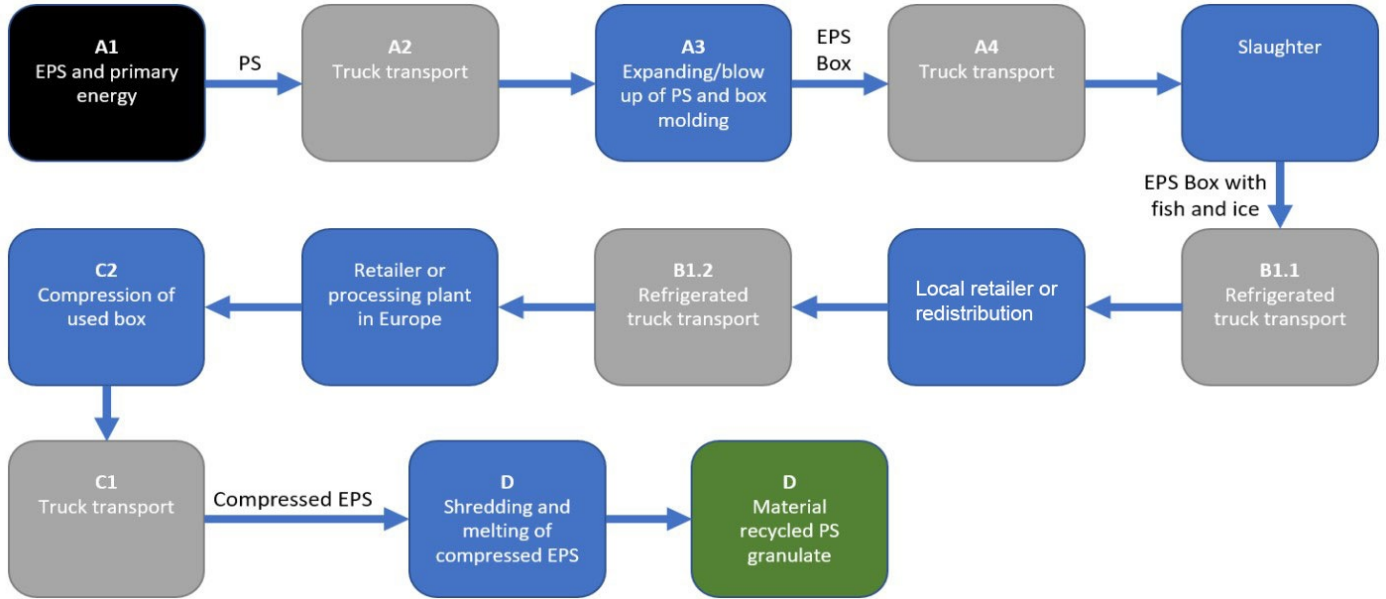 A1
EPS and primary
energy
PS
A2
Truck transport
A3
Expanding/blow
up of PS and box
molding
EPS
Box
A4
Truck transport
Slaughter
EPS Box with
fish and ice
C2
Compression of
used box
Retailer or
processing plant
in Europe
B1.2
Refrigerated
truck transport
Local retailer or
redistribution
B1.1
Refrigerated
truck transport
C1
Truck transport
Compressed EPS
D
Shredding and
melting of
compressed EPS
D
Material
recycled PS
granulate